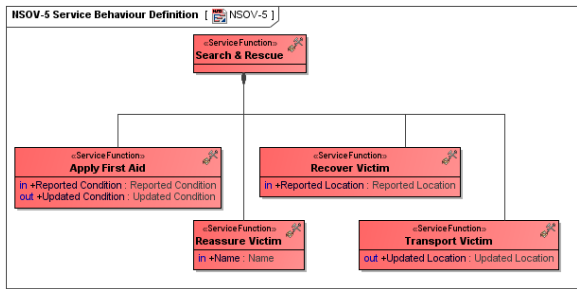 NSOV-5 Service Behaviour Definition [ NSOV-5 ]
«ServiceFunction»
Search & Rescue
«ServiceFunction»
Apply First Aid
in +Reported Condition : Reported Condition
out +Updated Condition : Updated Condition
«ServiceFunction»
Recover Victim
in +Reported Location : Reported Location
«ServiceFunction»
Reassure Victim
in +Name : Name
«ServiceFunction»
Transport Victim
out +Updated Location : Updated Location